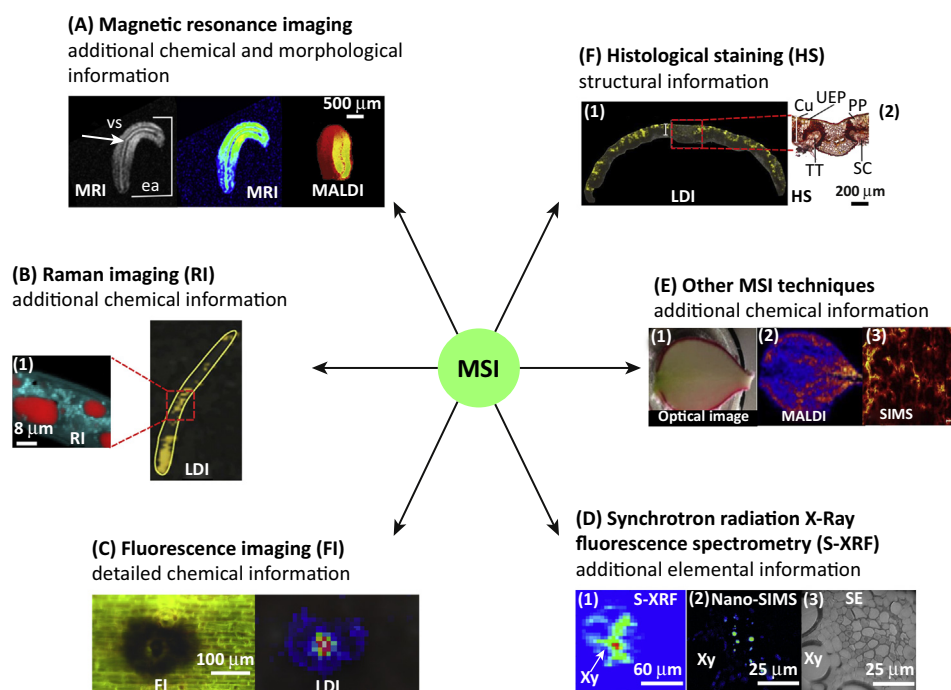 (A) Magnetic resonance imaging
additional chemical and morphological
information
500 μm
vs
ea
MRI
MRI
MALDI
(F) Histological staining (HS)
structural information
(1)
Cu
UEP
PP
(2)
TT
SC
LDI
HS
200 μm
(B) Raman imaging (RI)
additional chemical information
(1)
8 μm
RI
LDI
MSI
(E) Other MSI techniques
additional chemical information
(1)
(2)
(3)
Optical image
MALDI
SIMS
(C) Fluorescence imaging (FI)
detailed chemical information
100 μm
FI
LDI
(D) Synchrotron radiation X-Ray
fluorescence spectrometry (S-XRF)
additional elemental information
(1)
S-XRF
(2)
Nano-SIMS
(3)
SE
Xy
60 μm
Xy
25 μm
Xy
25 μm